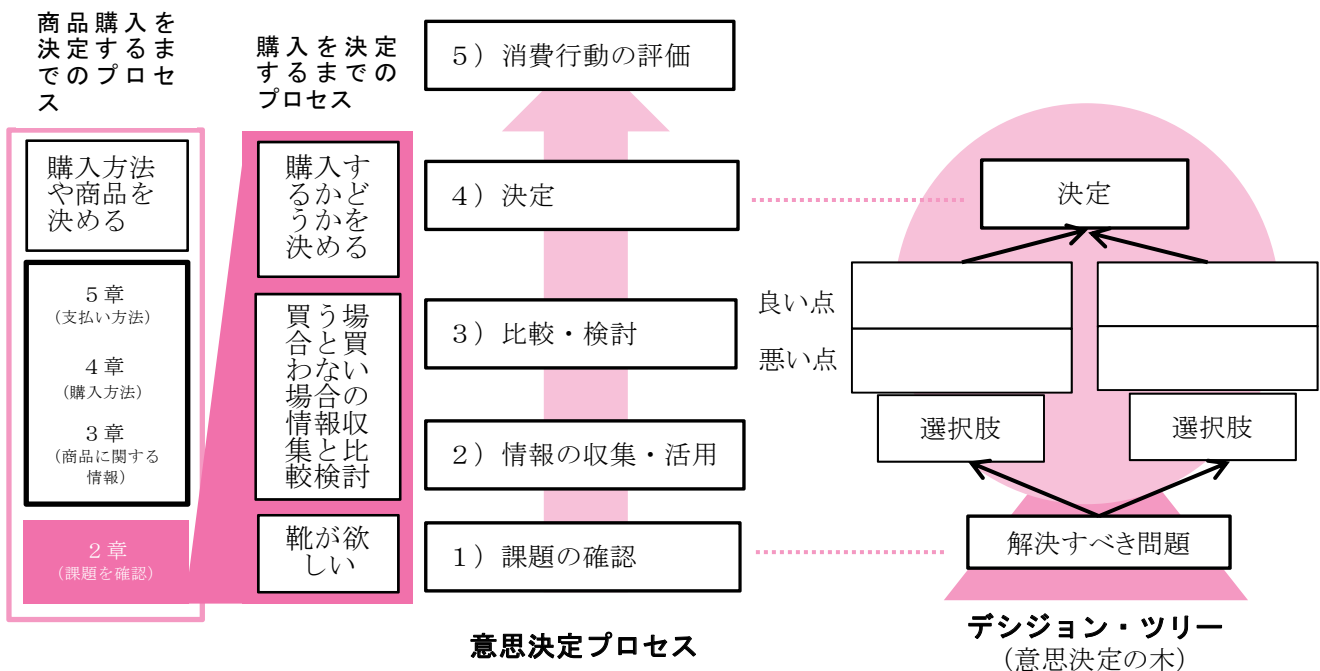 商品購入を
決定するま
でのプロセ
ス
購入方法
や商品を
決める
５章
（支払い方法）
４章
（購入方法）
３章
（商品に関する
情報）
２章
（課題を確認）
購入を決定
するまでの
プロセス
購入す
るかど
うかを
決める
買う場
合と買
わない
場合の
情報収
集と比
較検討
靴が欲
しい
５）消費行動の評価
４）決定
３）比較・検討
２）情報の収集・活用
１）課題の確認
意思決定プロセス
決定
良い点
悪い点
選択肢
選択肢
解決すべき問題
デシジョン・ツリー
（意思決定の木）